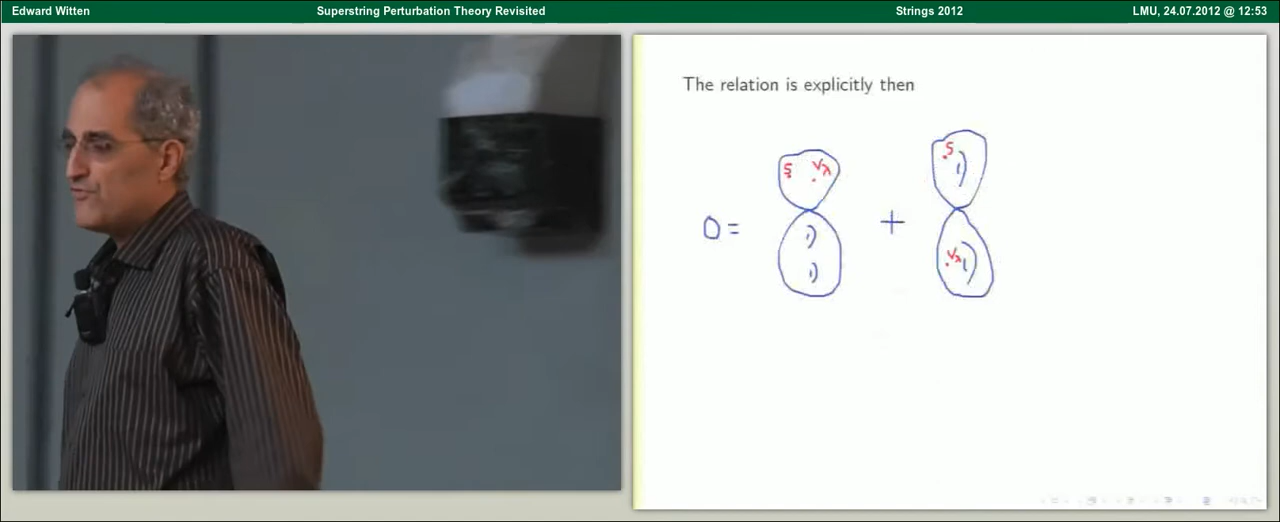 Edward Witten Superstring Perturbation Theory Revisited Strings 2012 LMU, 24.07.2012 @ 12:53
The relation is explicitly then
S V
S V
0 = +